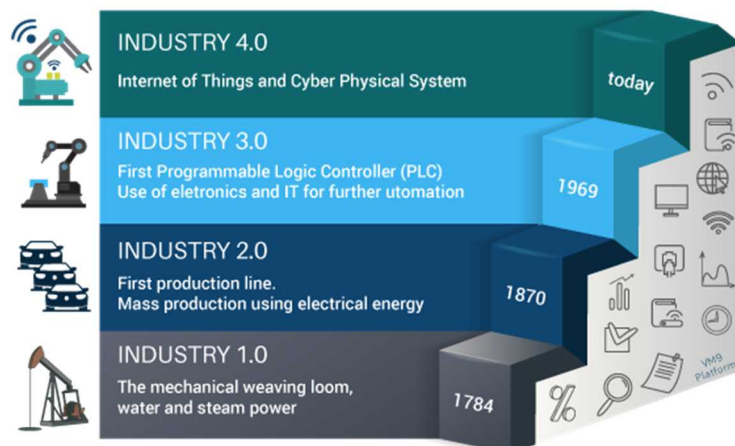 INDUSTRY 4.0
Internet of Things and Cyber Physical System
today
INDUSTRY 3.0
First Programmable Logic Controller (PLC)
Use of eletronics and IT for further utomation
1969
INDUSTRY 2.0
First production line.
Mass production using electrical energy
1870
INDUSTRY 1.0
The mechanical weaving loom,
water and steam power
1784
%
VM9
Platform